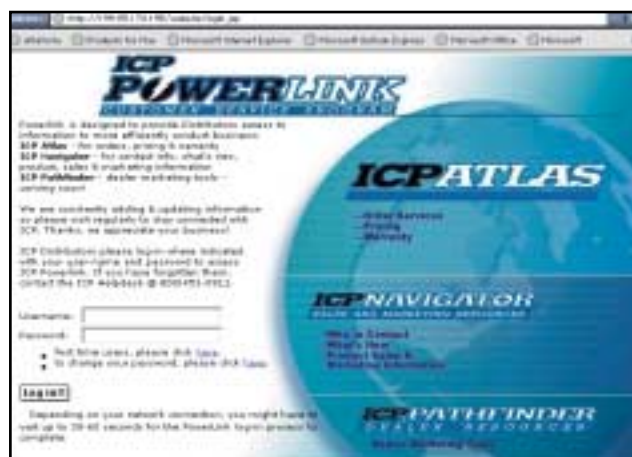 ICP
POWERLINK
CUSTOMER SERVICE PROGRAM
Powerlink is designed to provide Distributors access to
information to more efficiently conduct business:
ICP Atlas - for orders, pricing & warranty
ICP Navigator - for contact info, what's new,
product, sales & marketing information
ICP Pathfinder - dealer marketing tools -
coming soon!
We are constantly adding & updating information
so please visit regularly to stay connected with
ICP. Thanks, we appreciate your business!
ICP Distributors please log-in where indicated
with your user-name and password to access
ICP Powerlink. If you have forgotten them,
contact the ICP Helpdesk @
Username:
Password:
first time users, please click here
to change your password, please click here
Log in!!
Depending on your network connection, you might have to
wait up to 30-60 seconds for the PowerLink log-in process to
complete.
ICPATLAS
Order Services
Pricing
Warranty
ICPNAVIGATOR
SALES AND MARKETING RESOURCES
Who to Contact
What's New
Product Sales &
Marketing Information
ICPPATHFINDER
DEALER RESOURCES
Dealer Marketing Tools